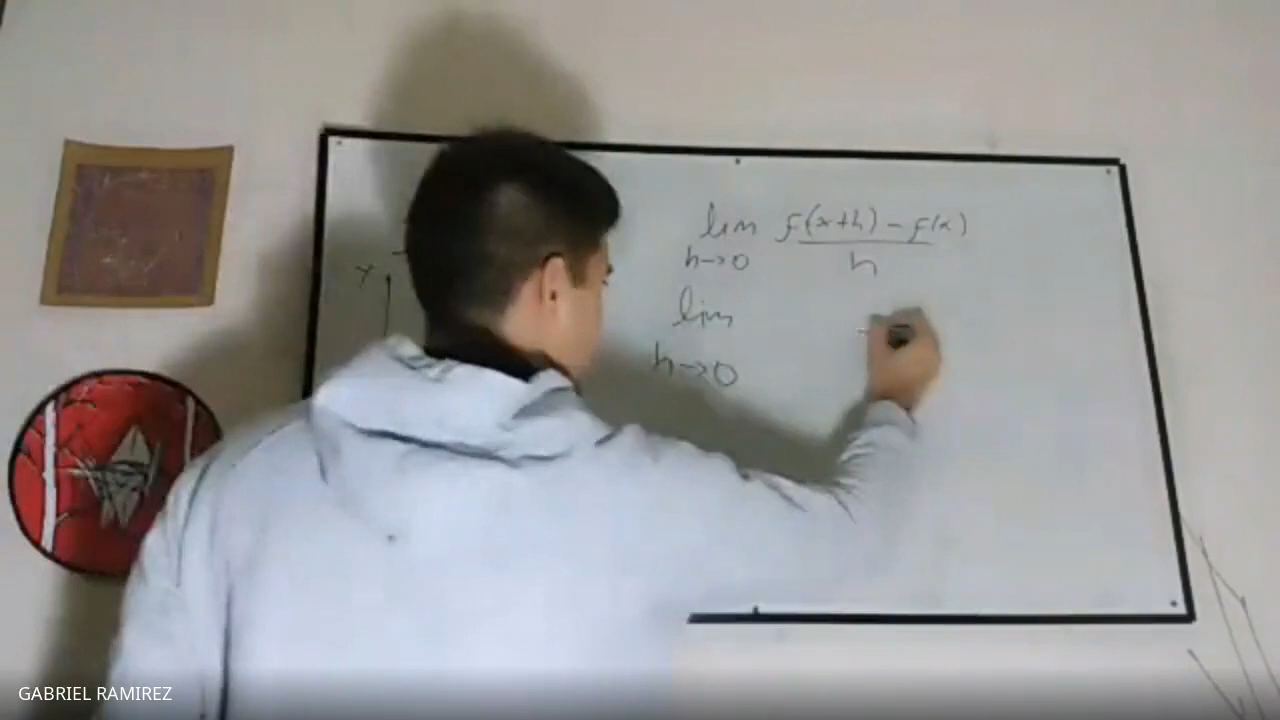 lim f(x+h) - f(x)
h→0 h
lim
h→0
Y
GABRIEL RAMIREZ